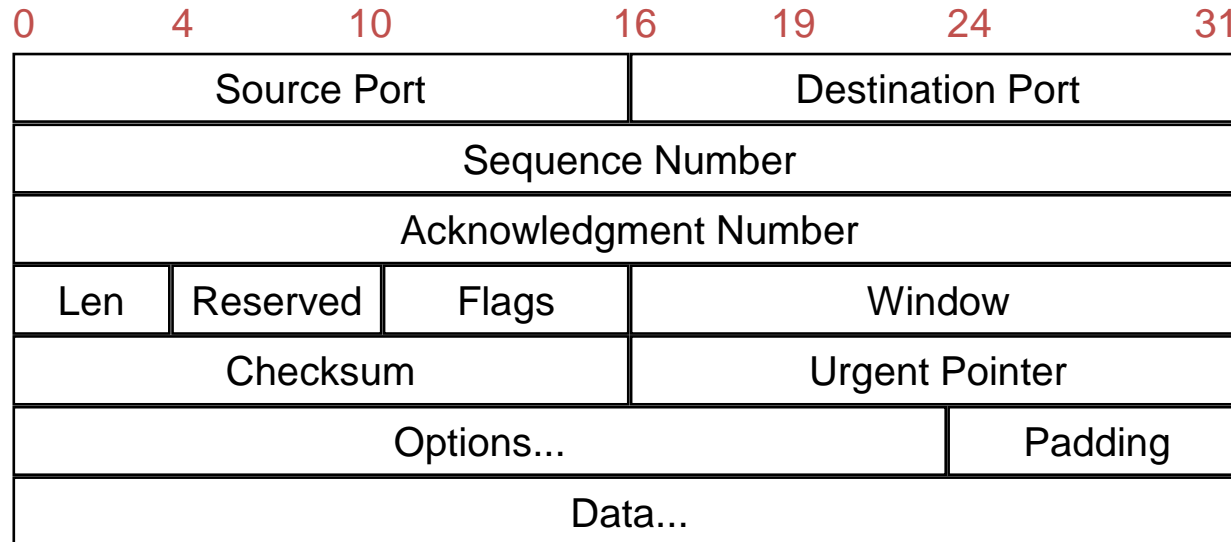 0 4 10 16 19 24 31
Source Port Destination Port
Sequence Number
Acknowledgment Number
Len Reserved Flags Window
Checksum Urgent Pointer
Options... Padding
Data...